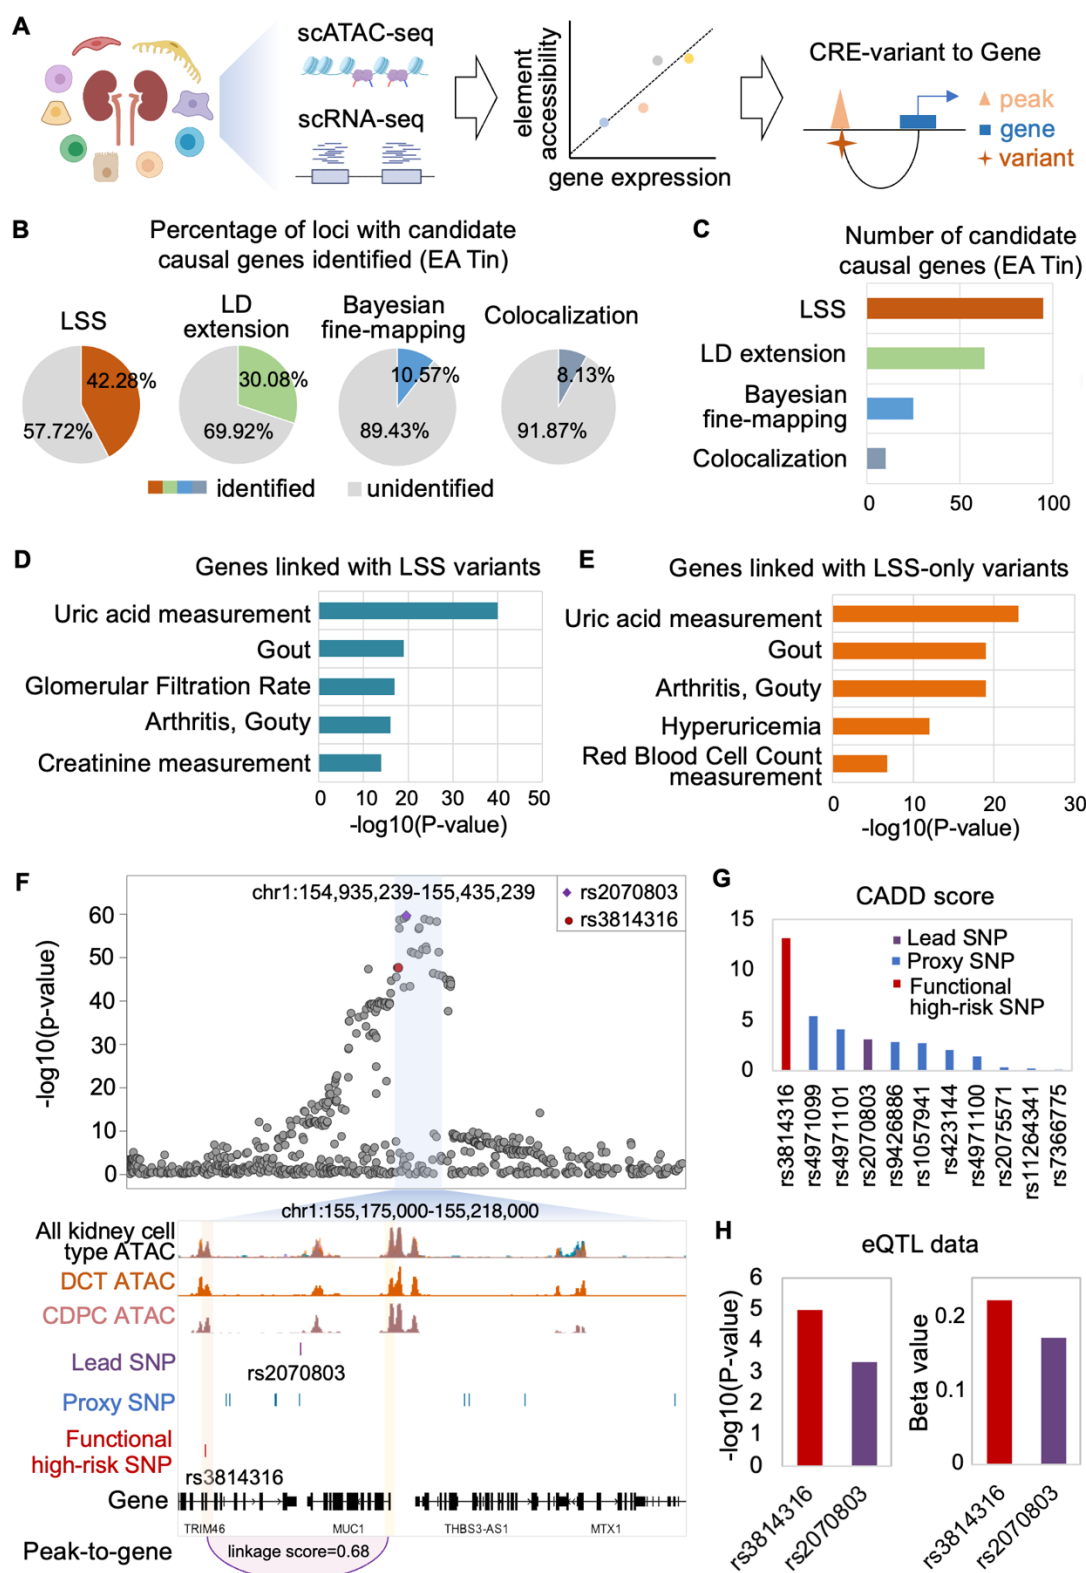 A
scATAC-seq
scRNA-seq
element
accessibility
gene expression
CRE-variant to Gene
peak
gene
variant
B
Percentage of loci with candidate
causal genes identified (EA Tin)
LSS
42.28%
57.72%
LD
extension
30.08%
69.92%
Bayesian
fine-mapping
10.57%
89.43%
Colocalization
8.13%
91.87%
identified
unidentified
C
Number of candidate
causal genes (EA Tin)
LSS
LD extension
Bayesian
fine-mapping
Colocalization
0 50 100
D
Genes linked with LSS variants
Uric acid measurement
Gout
Glomerular Filtration Rate
Arthritis, Gouty
Creatinine measurement
0 10 20 30 40 50
-log10(P-value)
E
Genes linked with LSS-only variants
Uric acid measurement
Gout
Arthritis, Gouty
Hyperuricemia
Red Blood Cell Count
measurement
0 10 20 30
-log10(P-value)
F
chr1:154,935,239-155,435,239
rs2070803
rs3814316
-log10(p-value)
60
50
40
30
20
10
0
chr1:155,175,000-155,218,000
All kidney cell
type ATAC
DCT ATAC
CDPC ATAC
Lead SNP
rs2070803
Proxy SNP
Functional
high-risk SNP
rs3814316
Gene
TRIM46 MUC1 THBS3-AS1 MTX1
Peak-to-gene
linkage score=0.68
G
CADD score
15
10
5
0
Lead SNP
Proxy SNP
Functional
high-risk SNP
rs3814316
rs4971099
rs4971101
rs2070803
rs9426886
rs1057941
rs423144
rs4971100
rs2075571
rs11264341
rs7366775
H
eQTL data
-log10(P-value)
6
5
4
3
2
1
0
rs3814316
rs2070803
Beta value
0.2
0.1
0
rs3814316
rs2070803